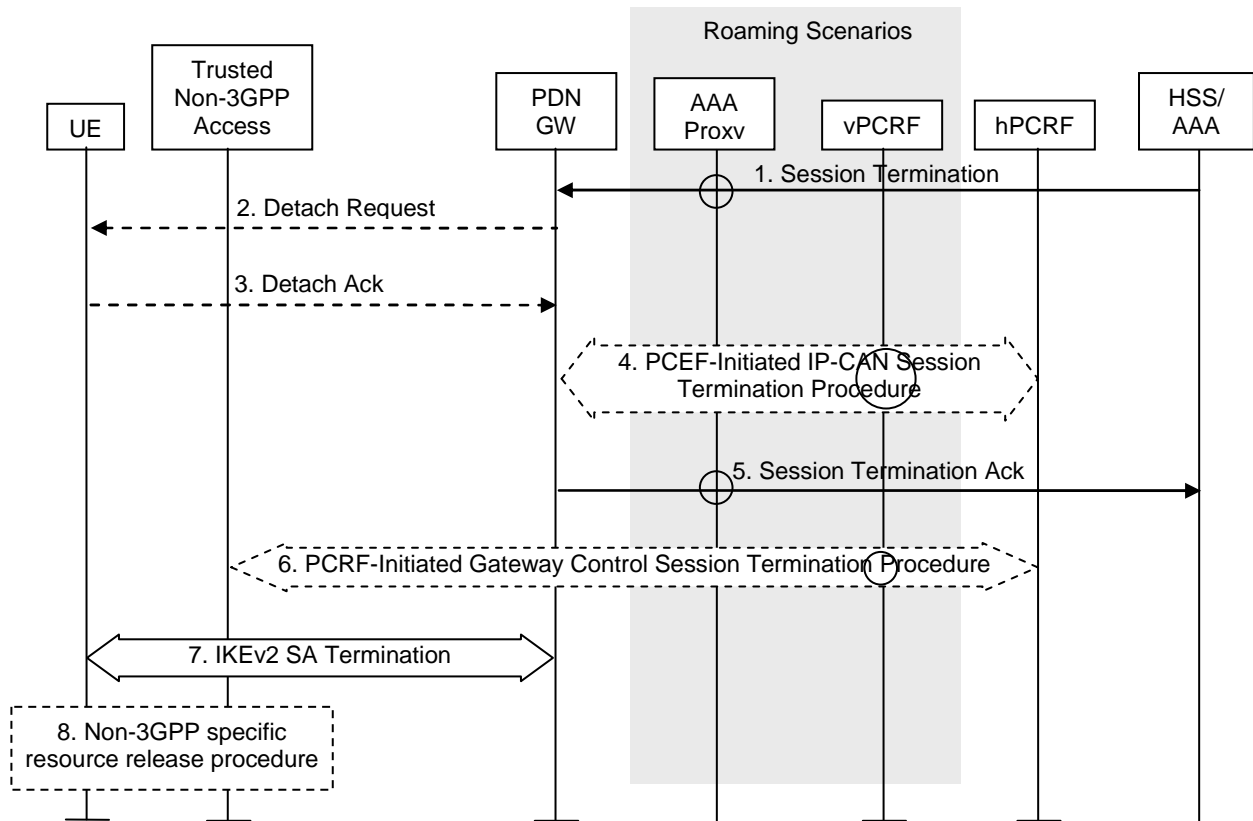 Roaming Scenarios
UE
Trusted
Non-3GPP
Access
PDN
GW
AAA
Proxv
vPCRF
hPCRF
HSS/
AAA
1. Session Termination
2. Detach Request
3. Detach Ack
4. PCEF-Initiated IP-CAN Session
Termination Procedure
5. Session Termination Ack
6. PCRF-Initiated Gateway Control Session Termination Procedure
7. IKEv2 SA Termination
8. Non-3GPP specific
resource release procedure